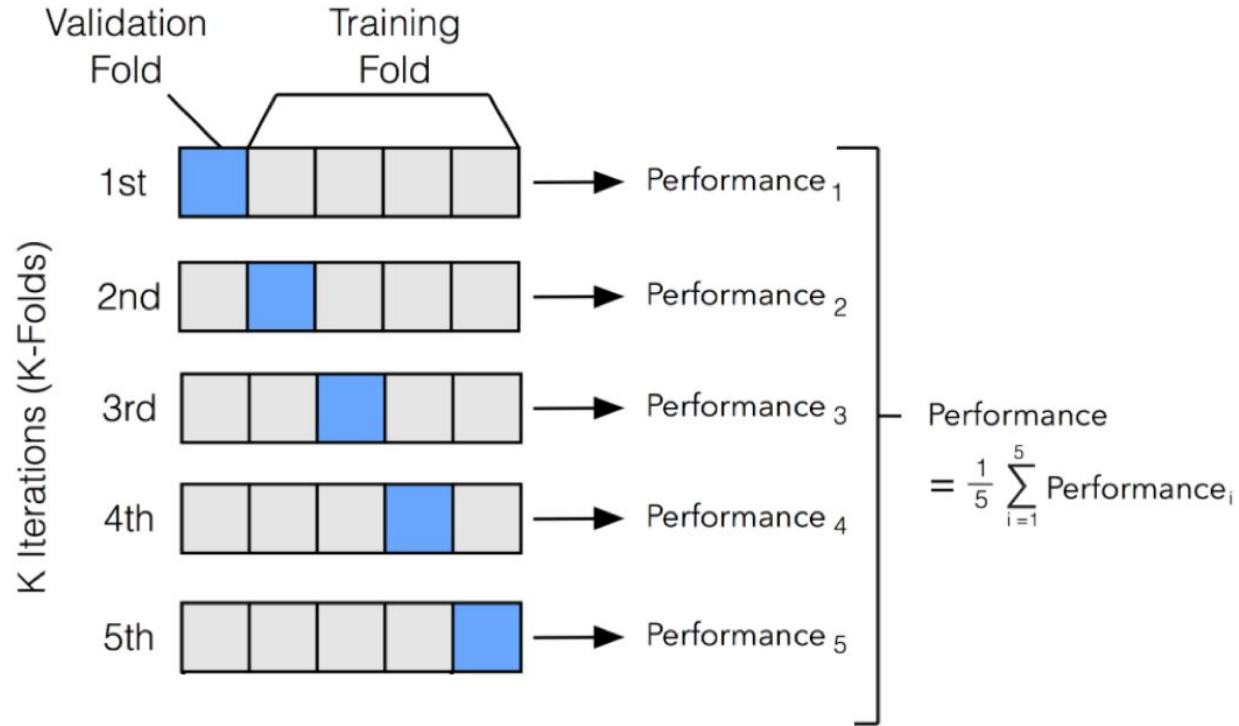 Validation
Fold
Training
Fold
K Iterations (K-Folds)
1st
Performance 1
2nd
Performance 2
3rd
Performance 3
4th
Performance 4
5th
Performance 5
Performance
= 1/5 5∑i=1 Performancei